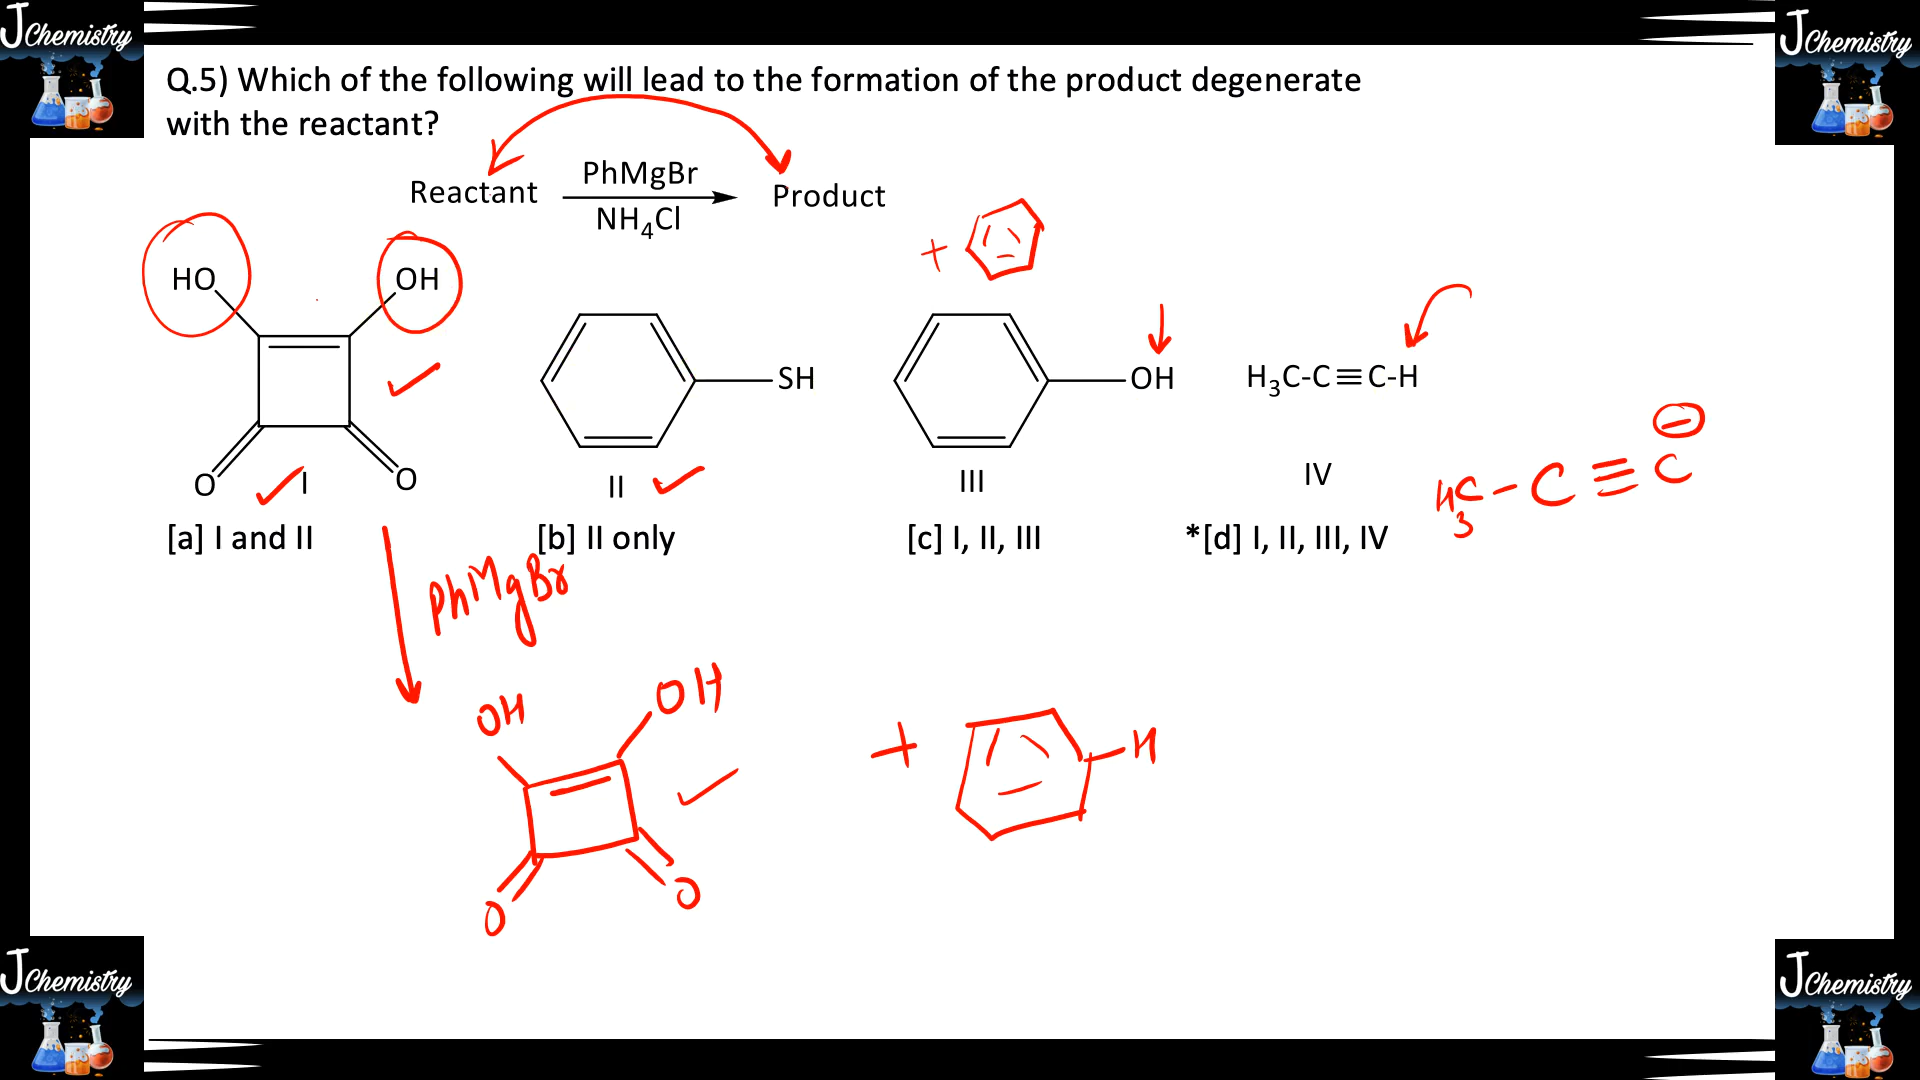 JChemistry
JChemistry
Q.5) Which of the following will lead to the formation of the product degenerate
with the reactant?
Reactant PhMgBr Product
NH4Cl
+
HO OH
SH OH H3C-C≡C-H
O O
I II III IV
H3C-C≡C
[a] I and II [b] II only [c] I, II, III *[d] I, II, III, IV
PhMgBr
OH OH
+ H
O O
JChemistry
JChemistry